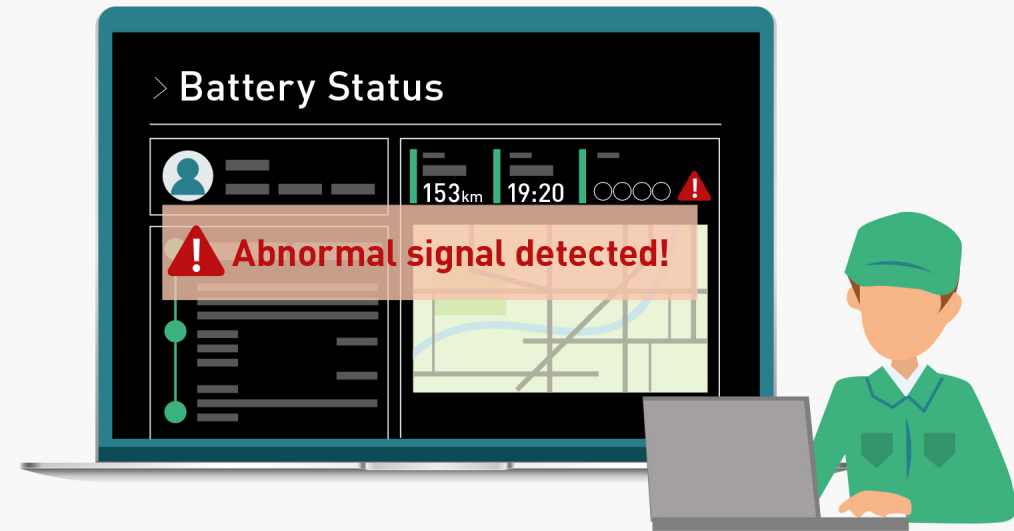 > Battery Status
153km
19:20
○○○○
!
! Abnormal signal detected!